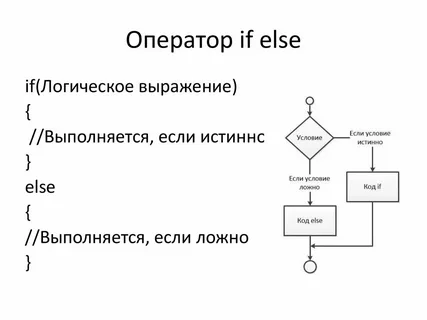 Оператор if else
if(Логическое выражение)
{
//Выполняется, если истинно
}
else
{
//Выполняется, если ложно
}
Условие
Если условие
истинно
Если условие
ложно
Код if
Код else